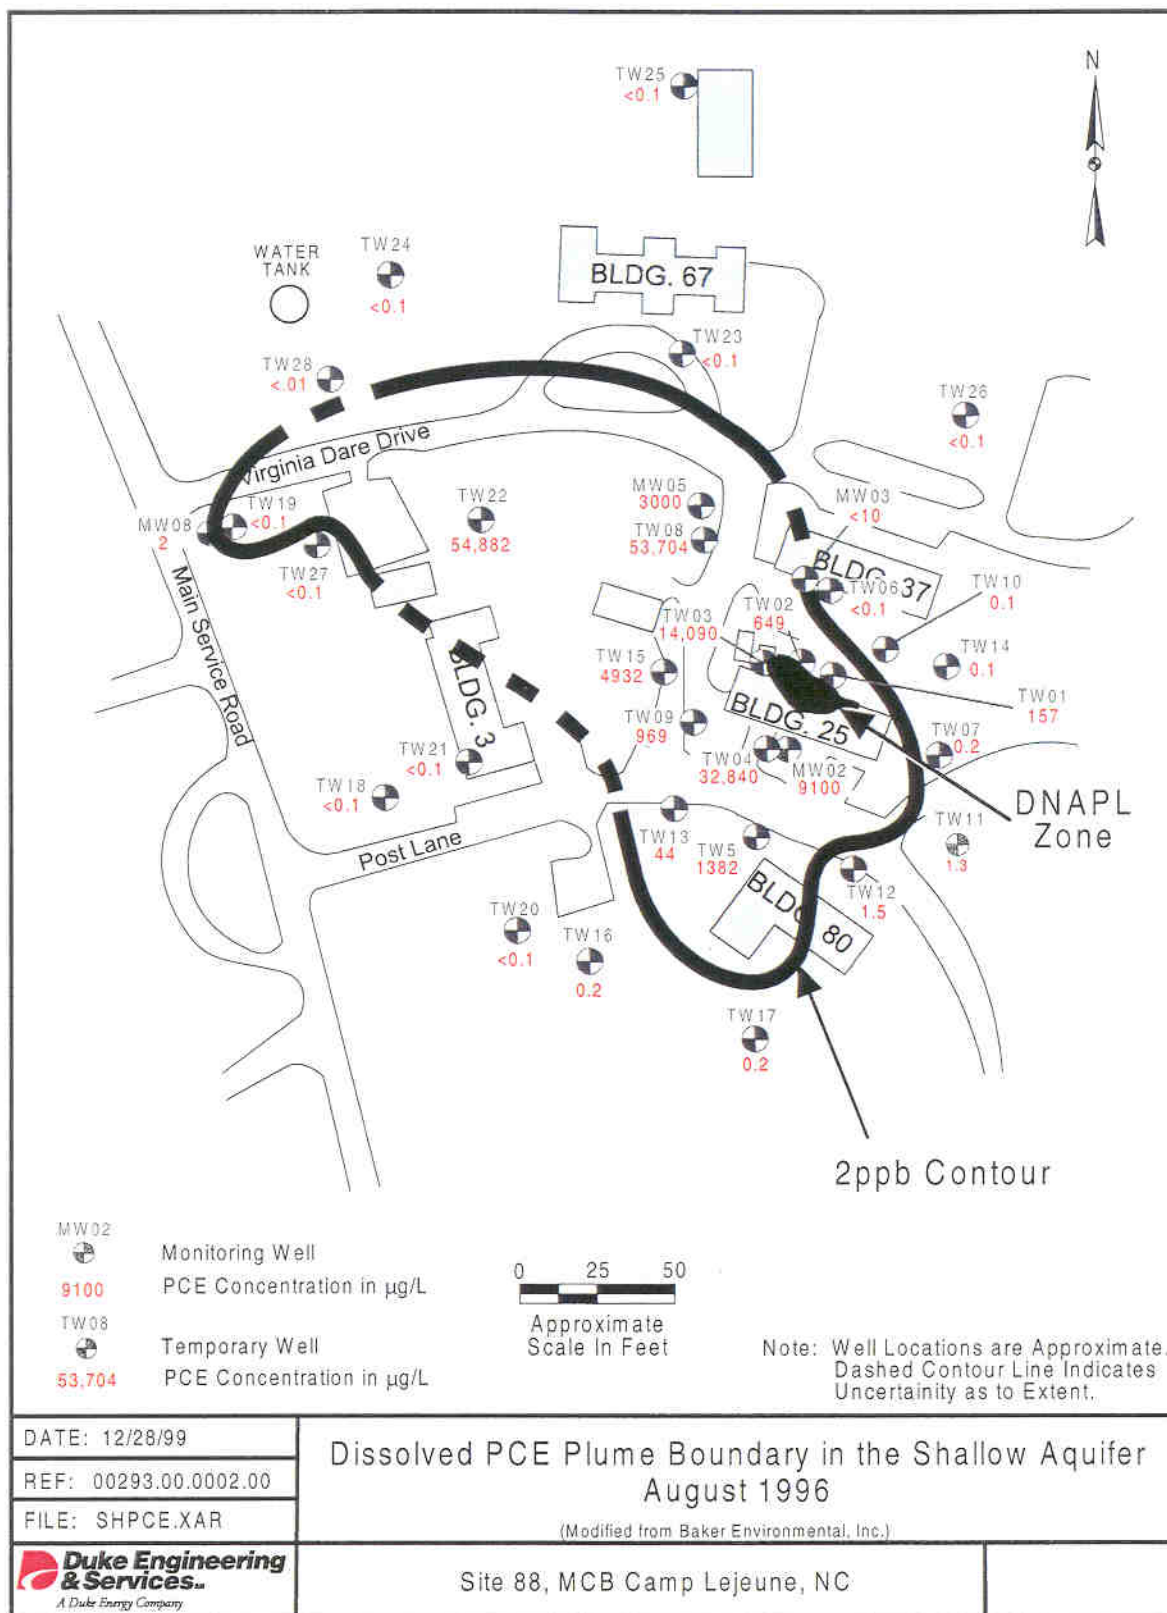 N
TW25
<0.1
TW24
<0.1
WATER
TANK
BLDG. 67
TW23
<0.1
TW28
<.01
TW26
<0.1
Virginia Dare Drive
MW03
<10
MW05
3000
TW08
53,704
TW22
54,882
TW19
<0.1
MW08
2
TW27
<0.1
BLDG. 37
TW06
<0.1
TW10
0.1
TW02
649
TW03
14,090
TW14
0.1
TW15
4932
TW01
157
Main Service Road
BLDG. 3
BLDG. 25
TW09
969
TW07
0.2
TW04
32,840
MW02
9100
TW21
<0.1
TW18
<0.1
DNAPL
Zone
TW13
44
TW5
1382
TW11
1.3
Post Lane
BLDG. 80
TW12
1.5
TW20
<0.1
TW16
0.2
TW17
0.2
2ppb Contour
MW02
Monitoring Well
9100 PCE Concentration in µg/L
TW08
Temporary Well
53,704 PCE Concentration in µg/L
0 25 50
Approximate
Scale In Feet
Note: Well Locations are Approximate.
Dashed Contour Line Indicates
Uncertainity as to Extent.
DATE: 12/28/99
REF: 00293.00.0002.00
FILE: SHPCE.XAR
Dissolved PCE Plume Boundary in the Shallow Aquifer
August 1996
(Modified from Baker Environmental, Inc.)
Duke Engineering
& Services
A Duke Energy Company
Site 88, MCB Camp Lejeune, NC